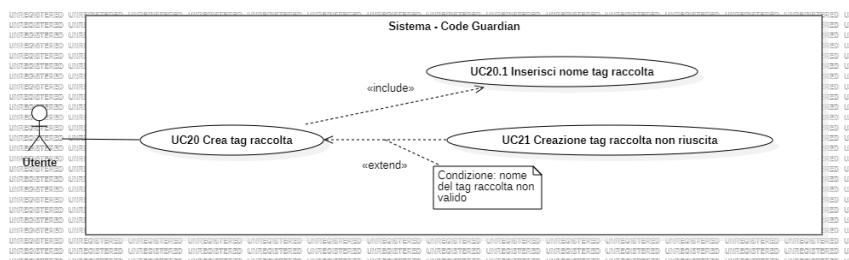 Sistema - Code Guardian
UC20.1 Inserisci nome tag raccolta
«include»
UC20 Crea tag raccolta
UC21 Creazione tag raccolta non riuscita
Utente
«extend»
Condizione: nome
del tag raccolta non
valido
UNREGISTERED